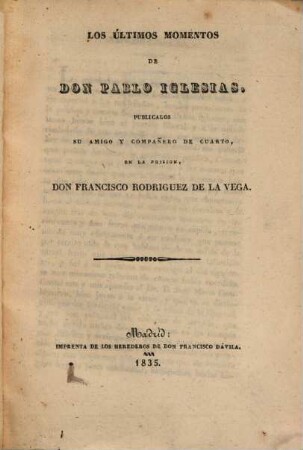 LOS ÚLTIMOS MOMENTOS
DE
DON PABLO IGLESIAS.
PUBLICALOS
SU AMIGO Y COMPAÑERO DE CUARTO,
EN LA PRISION,
DON FRANCISCO RODRIGUEZ DE LA VEGA.
Madrid:
IMPRENTA DE LOS HEREDEROS DE DON FRANCISCO DÁVILA.
1835.